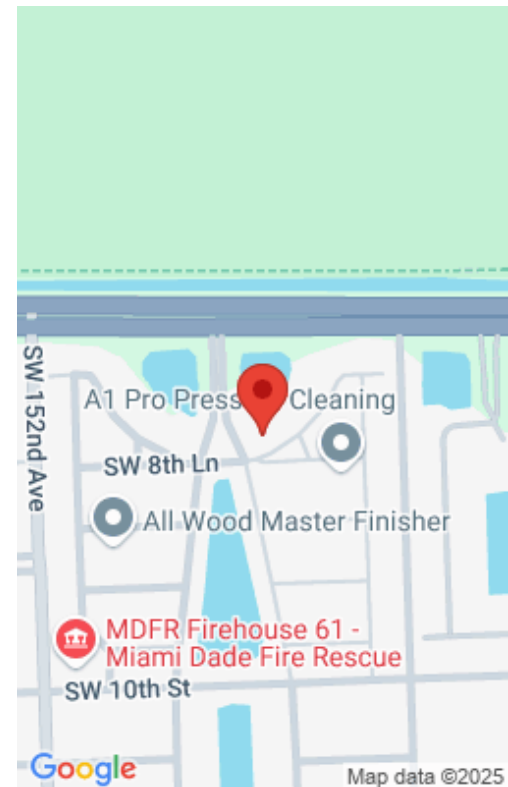 SW 152nd Ave
A1 Pro Press
Cleaning
SW 8th Ln
All Wood Master Finisher
MDFR Firehouse 61 -
Miami Dade Fire Rescue
SW 10th St
Google
Map data ©2025